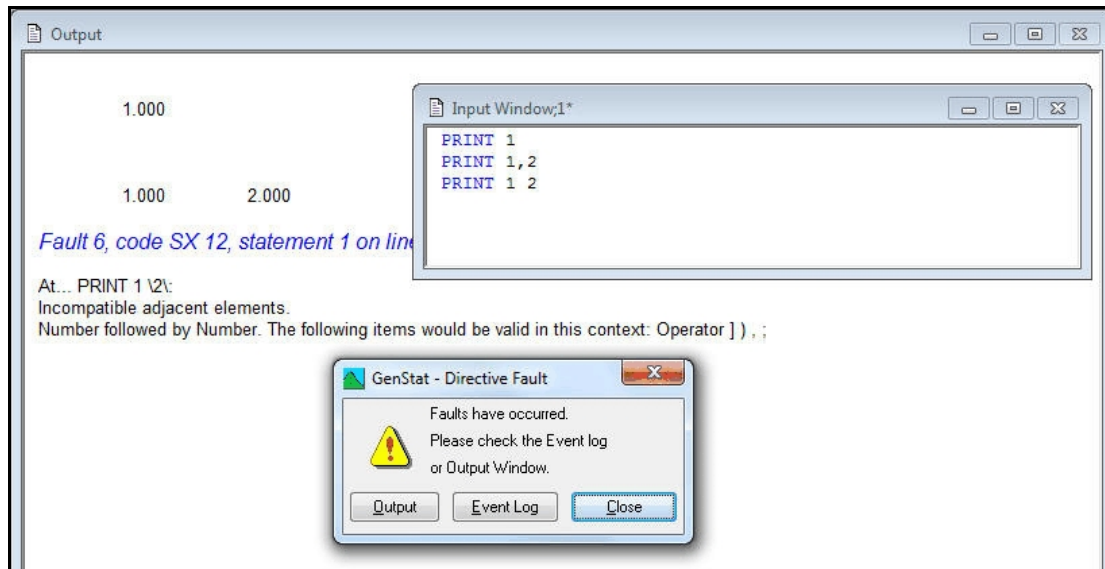 Output
1.000
1.000 2.000
Fault 6, code SX 12, statement 1 on line
At... PRINT 1 \2\:
Incompatible adjacent elements.
Number followed by Number. The following items would be valid in this context: Operator ] ) , ;
Input Window;1*
PRINT 1
PRINT 1,2
PRINT 1 2
GenStat - Directive Fault
Faults have occurred.
Please check the Event log
or Output Window.
Output
Event Log
Close